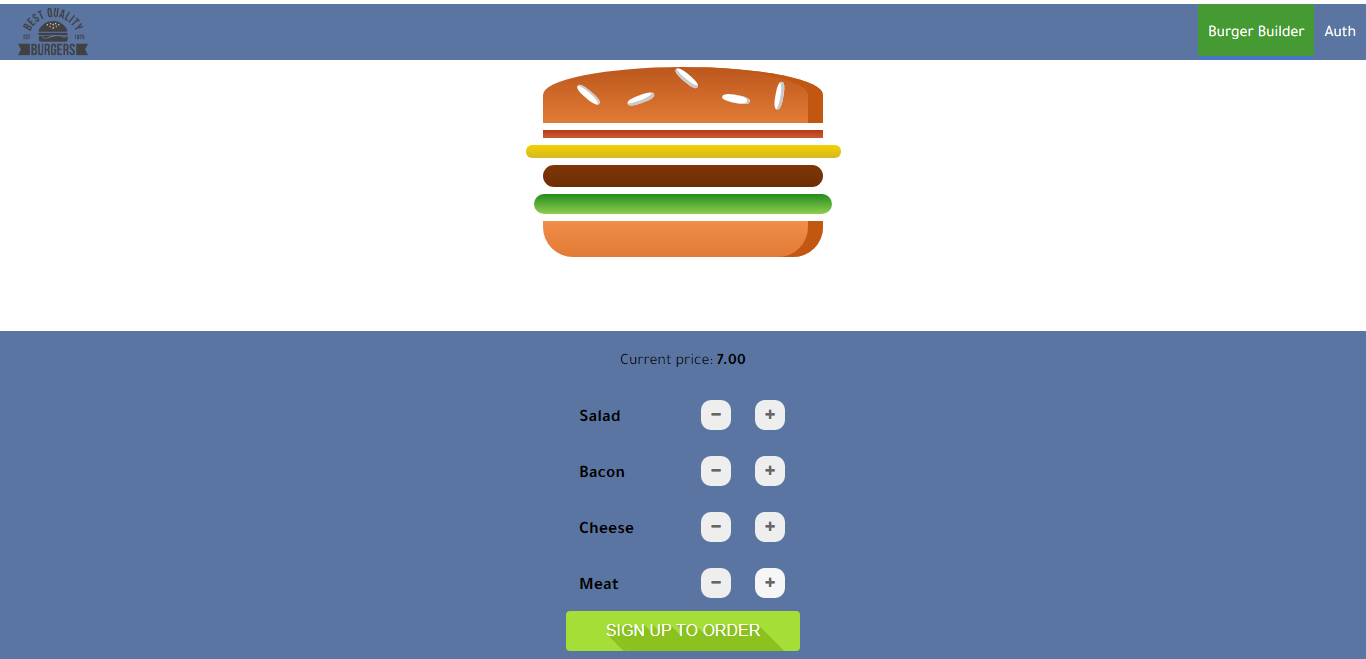 BEST QUALITY
EST 1975
BURGERS
Burger Builder
Auth
Current price: 7.00
Salad
Bacon
Cheese
Meat
SIGN UP TO ORDER